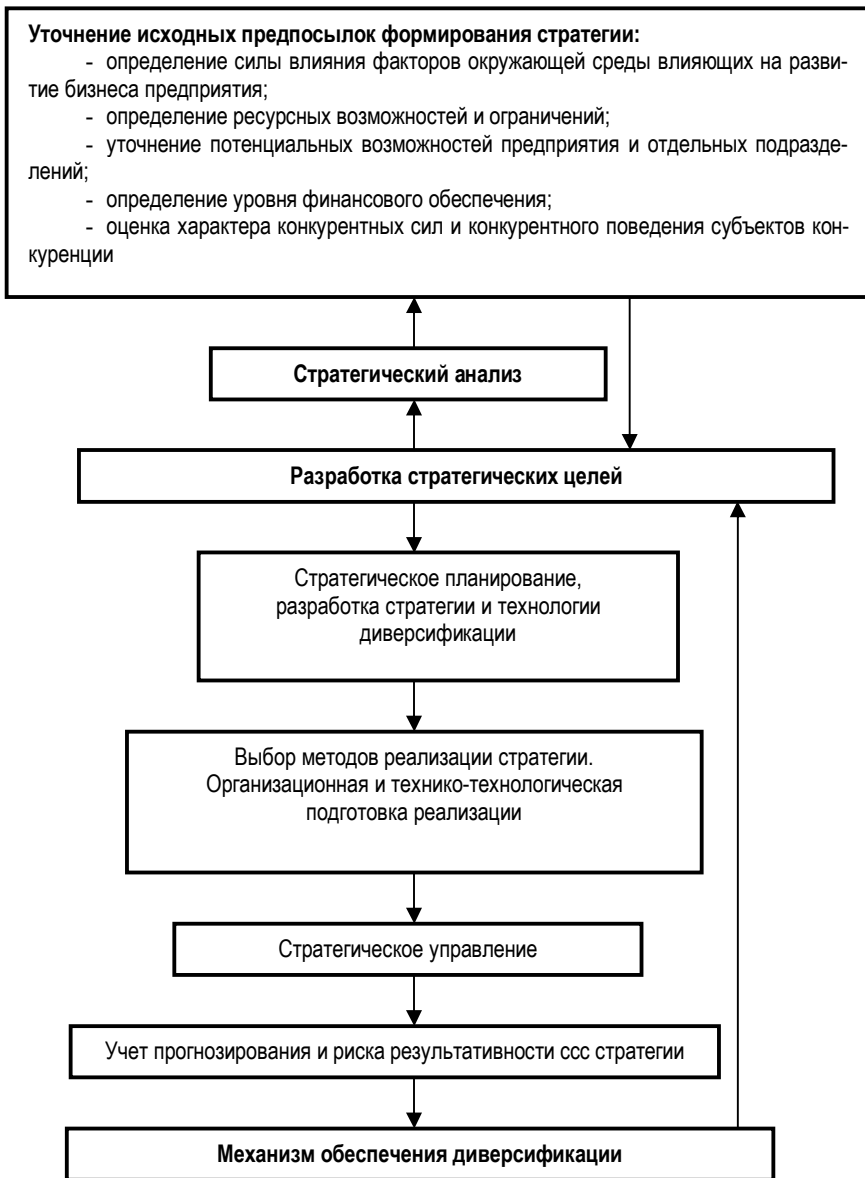 Уточнение исходных предпосылок формирования стратегии:
- определение силы влияния факторов окружающей среды влияющих на разви-
тие бизнеса предприятия;
- определение ресурсных возможностей и ограничений;
- уточнение потенциальных возможностей предприятия и отдельных подразде-
лений;
- определение уровня финансового обеспечения;
- оценка характера конкурентных сил и конкурентного поведения субъектов кон-
куренции
Стратегический анализ
Разработка стратегических целей
Стратегическое планирование,
разработка стратегии и технологии
диверсификации
Выбор методов реализации стратегии.
Организационная и технико-технологическая
подготовка реализации
Стратегическое управление
Учет прогнозирования и риска результативности ссс стратегии
Механизм обеспечения диверсификации